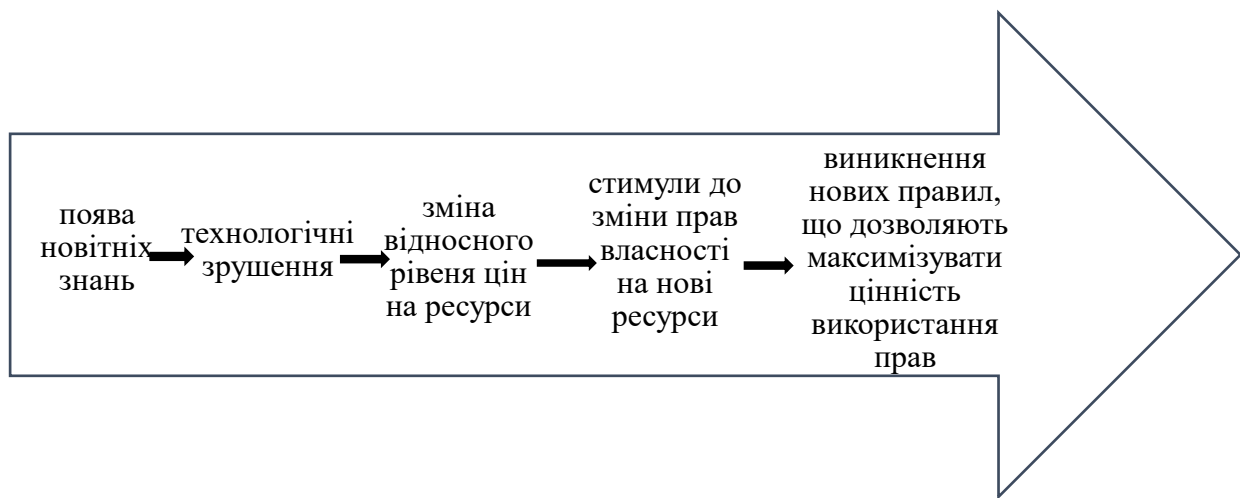 поява
новітніх
знань
технологічні
зрушення
зміна
відносного
рівеня цін
на ресурси
стимули до
зміни прав
власності
на нові
ресурси
виникнення
нових правил,
що дозволяють
максимізувати
цінність
використання
прав